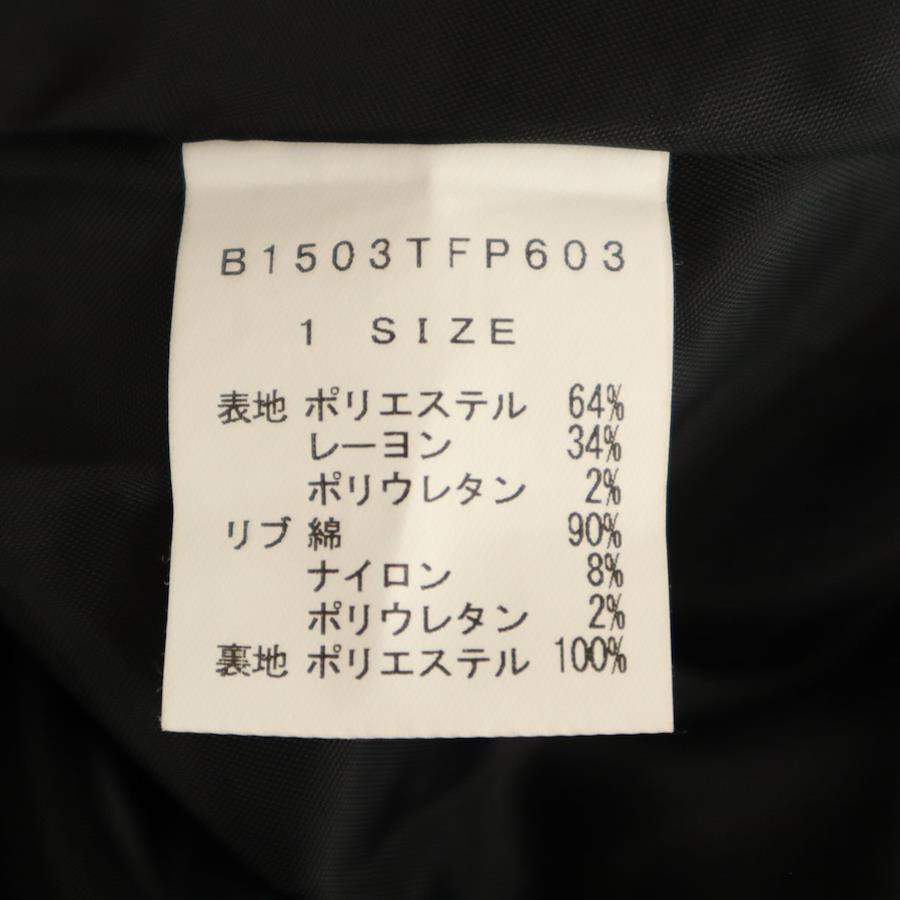 B1503TFP603
1 SIZE
表地 ポリエステル 64%
レーヨン 34%
ポリウレタン 2%
リブ 綿 90%
ナイロン 8%
ポリウレタン 2%
裏地 ポリエステル 100%